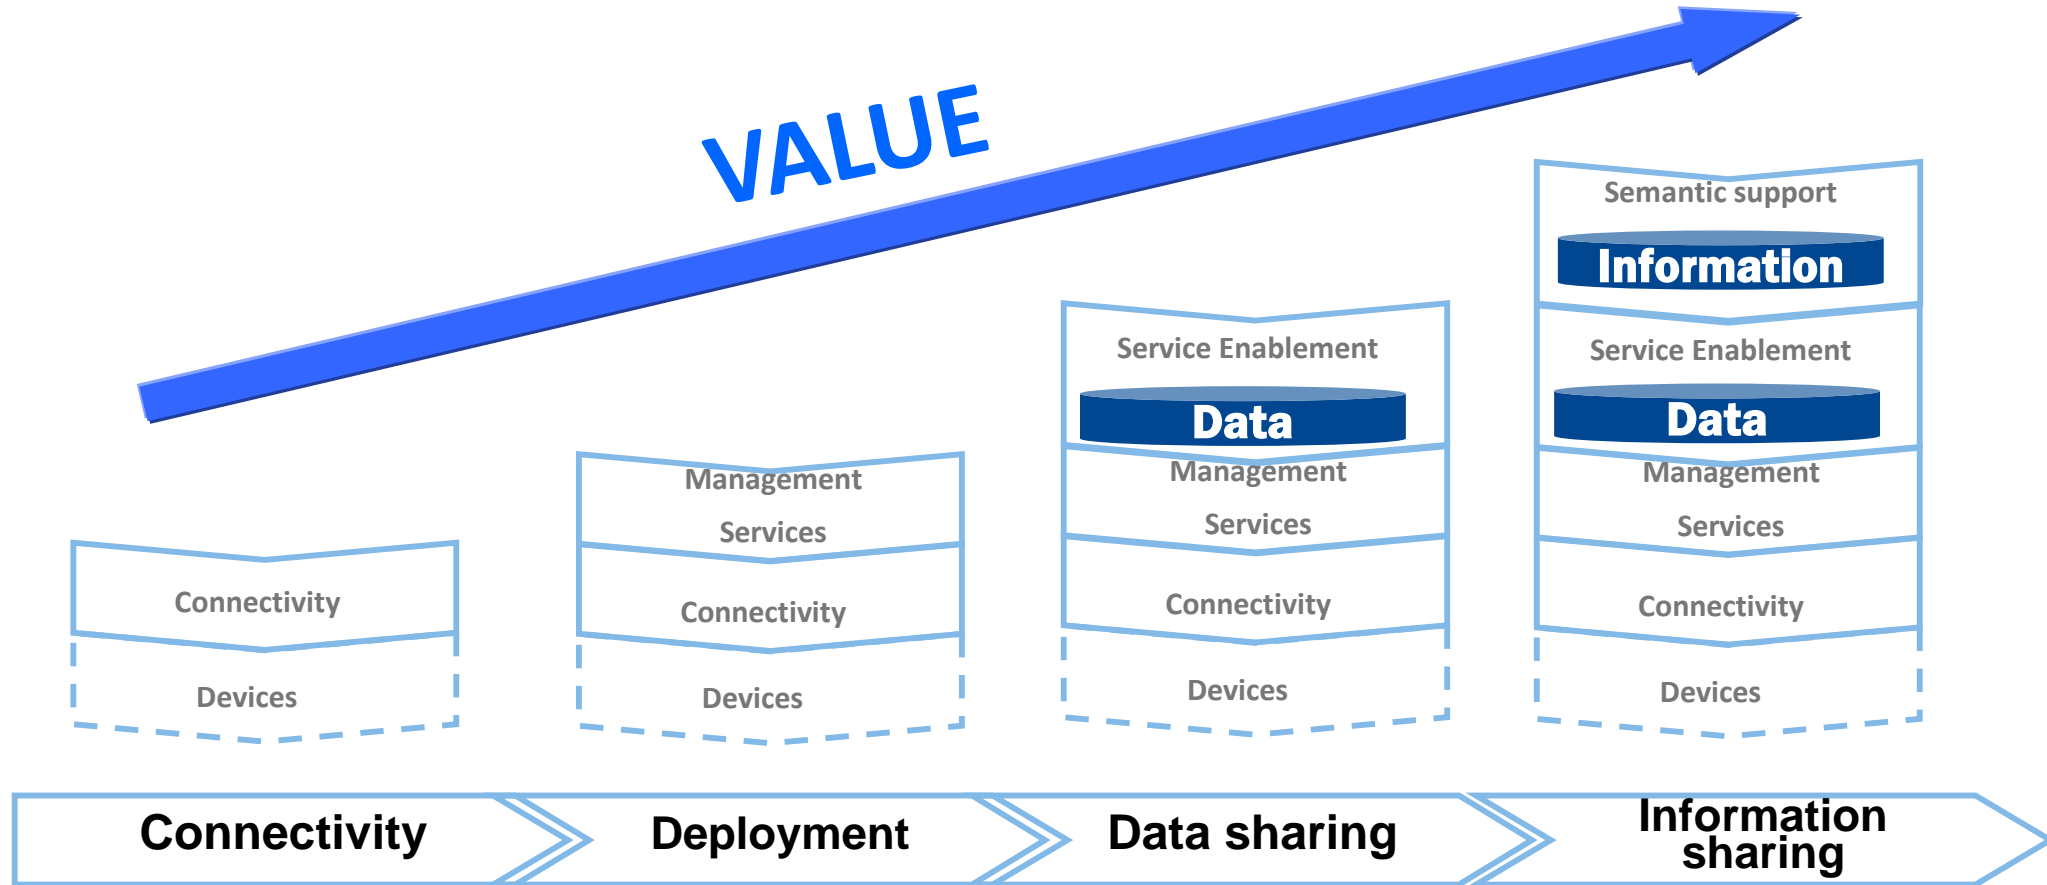 VALUE
Connectivity
Devices
Management
Services
Connectivity
Devices
Service Enablement
Data
Management
Services
Connectivity
Devices
Semantic support
Information
Service Enablement
Data
Management
Services
Connectivity
Devices
Connectivity
Deployment
Data sharing
Information
sharing